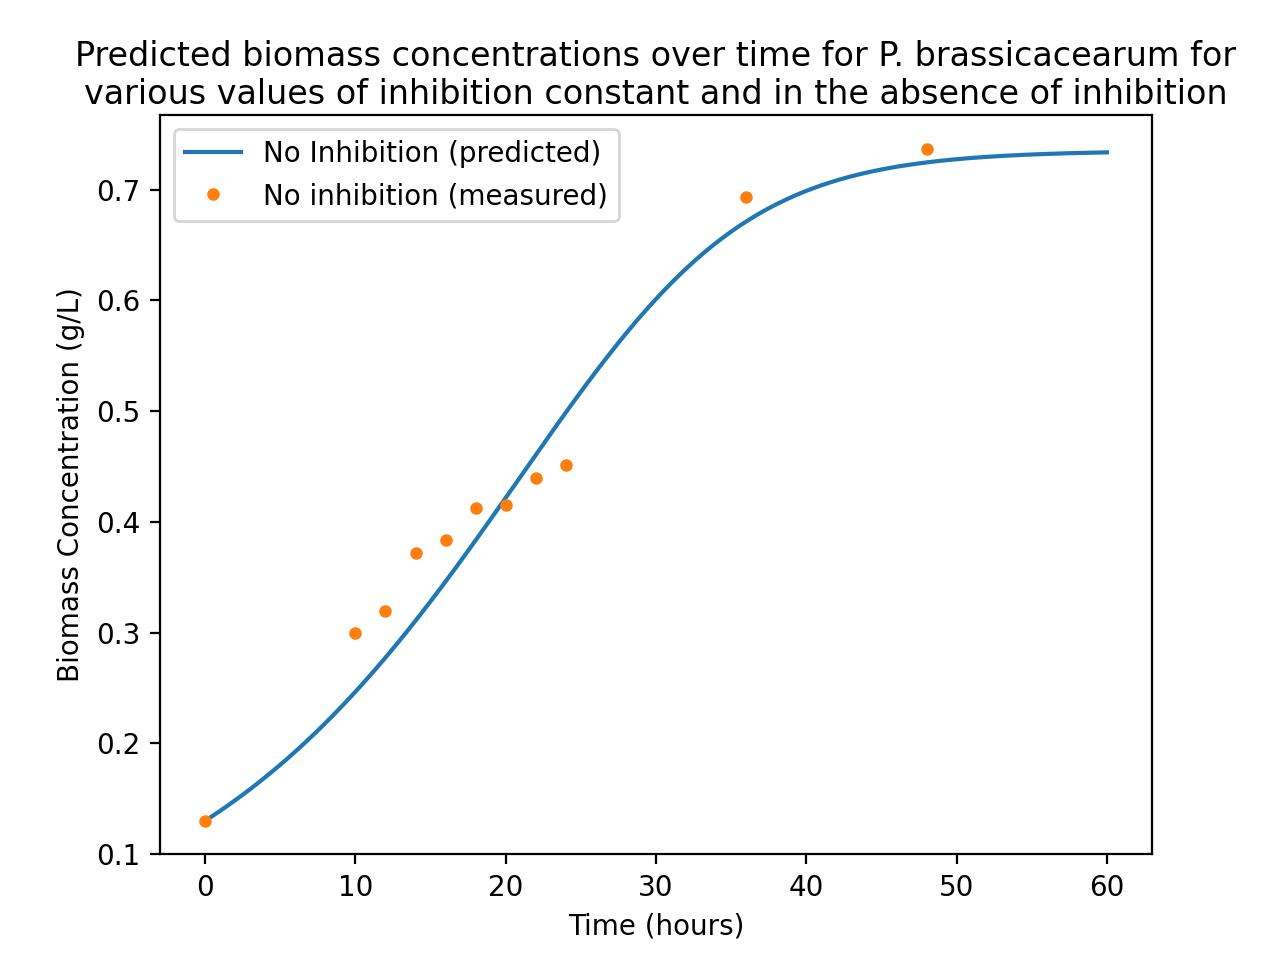 Predicted biomass concentrations over time for P. brassicacearum for
various values of inhibition constant and in the absence of inhibition
No Inhibition (predicted)
No inhibition (measured)
Biomass Concentration (g/L)
0.7
0.6
0.5
0.4
0.3
0.2
0.1
0 10 20 30 40 50 60
Time (hours)